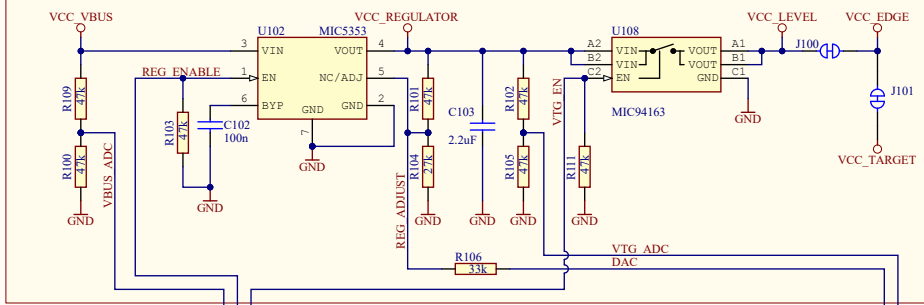 VCC_VBUS
VCC_REGULATOR
VCC_LEVEL
VCC_EDGE
U102
MIC5353
U108
3
VIN
VOUT
4
A2
VIN
VOUT
A1
J100
B2
VIN
VOUT
B1
REG_ENABLE
1
EN
NC/ADJ
5
C2
EN
GND
C1
R109
47k
6
BYP
GND
GND
2
R101
47k
C103
2.2uF
R102
47k
VTG_EN
MIC94163
J101
R103
47k
C102
100n
7
GND
GND
R100
47k
VBUS_ADC
R104
27k
R105
47k
R111
47k
VCC_TARGET
GND
GND
REG_ADJUST
GND
GND
GND
GND
VTG_ADC
R106
33k
DAC